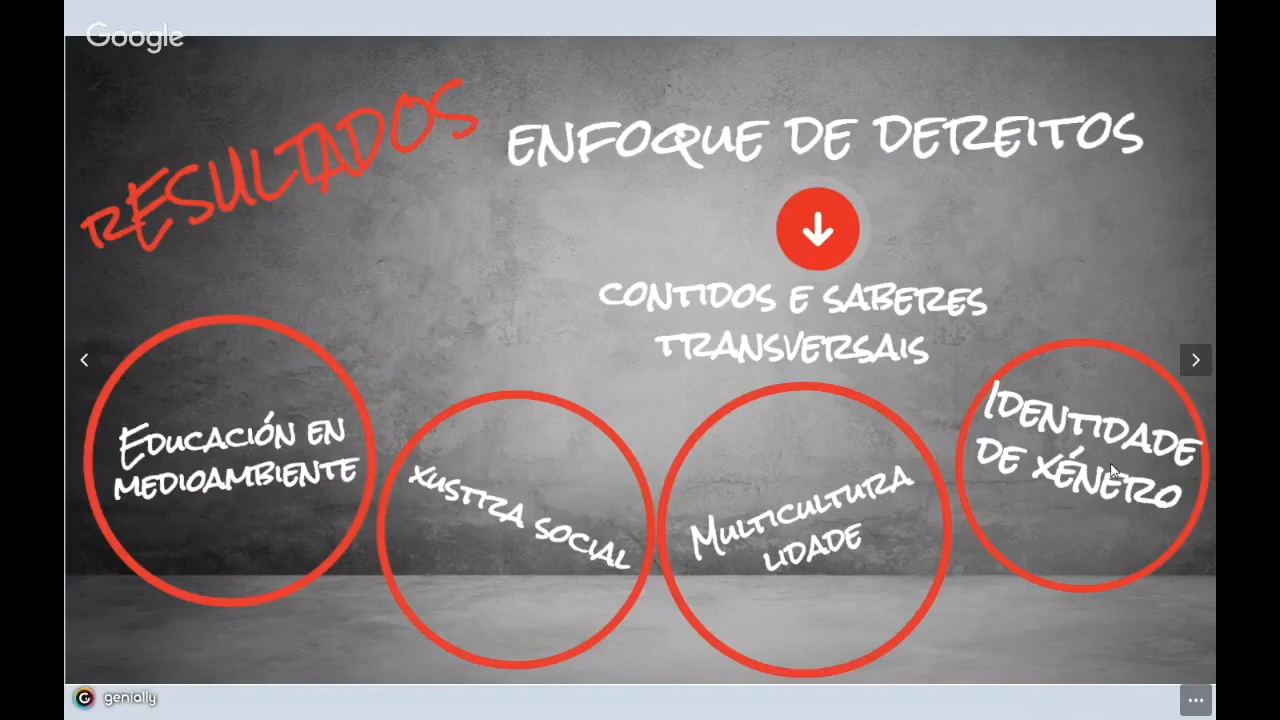 Google
RESULTADOS
ENFOQUE DE DEREITOS
CONTIDOS E SABERES
TRANSVERSAIS
EDUCACIÓN EN
MEDIOAMBIENTE
XUSTIZA SOCIAL
MULTICULTURA
LIDADE
IDENTIDADE
DE XÉNERO
genially